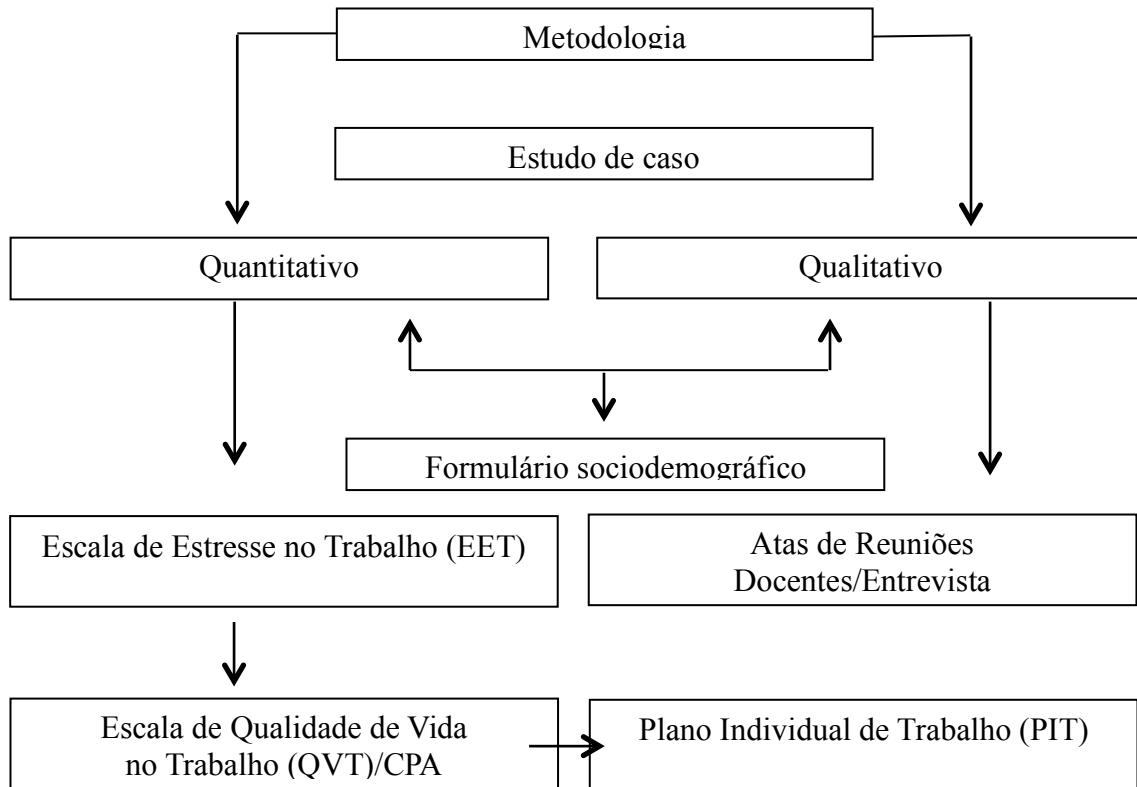 Metodologia
Estudo de caso
Quantitativo
Qualitativo
Formulário sociodemográfico
Escala de Estresse no Trabalho (EET)
Atas de Reuniões
Docentes/Entrevista
Escala de Qualidade de Vida
no Trabalho (QVT)/CPA
Plano Individual de Trabalho (PIT)